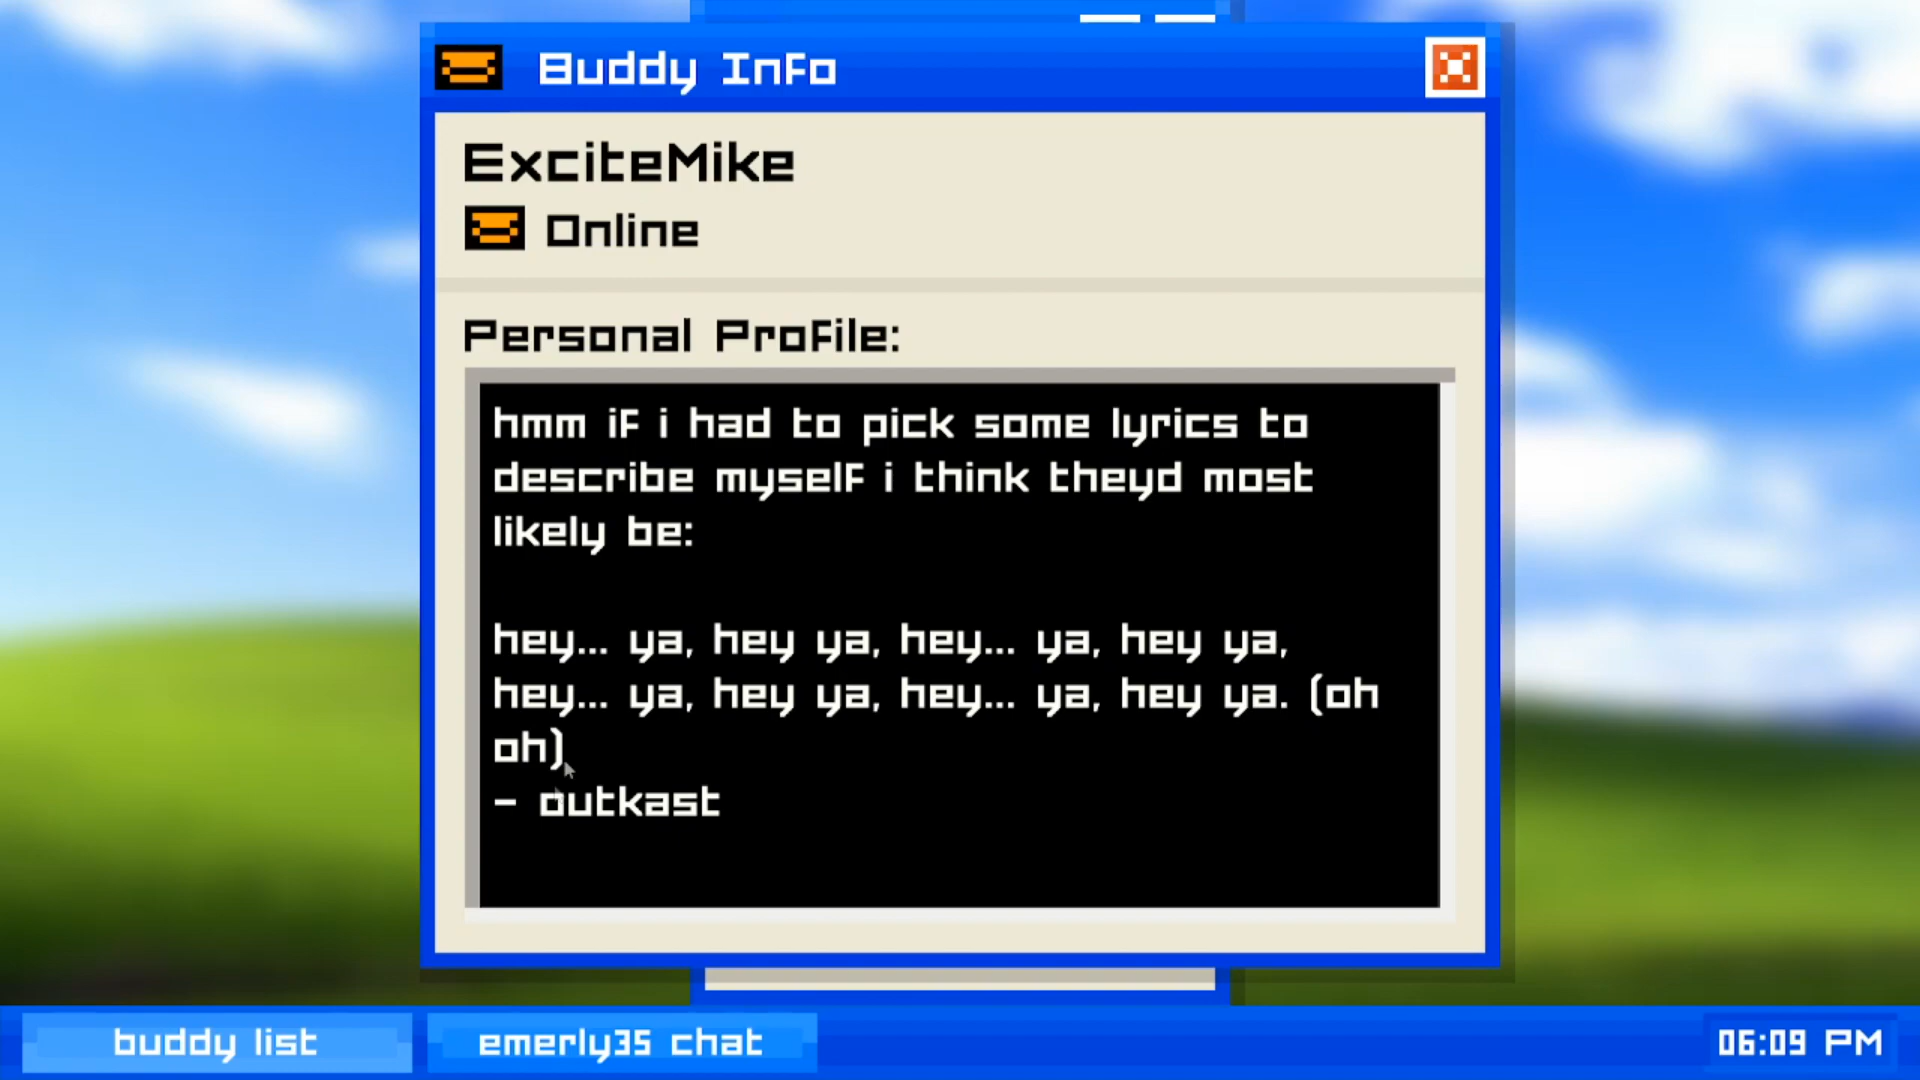 Buddy Info
ExciteMike
Online
Personal Profile:
hmm if i had to pick some lyrics to
describe myself i think theyd most
likely be:
hey... ya, hey ya, hey... ya, hey ya,
hey... ya, hey ya, hey... ya, hey ya. (oh
oh)
- outkast
buddy list
emerly35 chat
06:09 PM